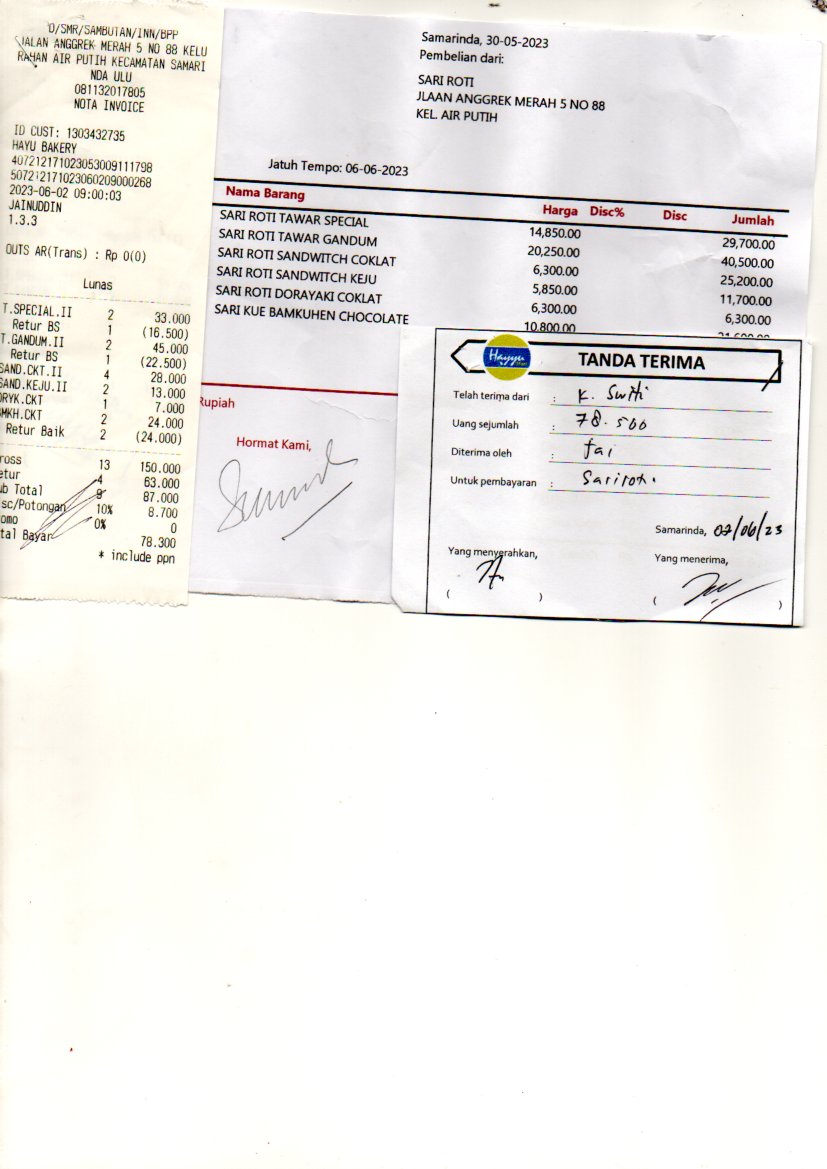 O/SMR/SAMBUTAN/INN/BPP
JALAN ANGGREK MERAH 5 NO 88 KELU
RAHAN AIR PUTIH KECAMATAN SAMARI
NDA ULU
081132017805
NOTA INVOICE
ID CUST: 1303432735
HAYU BAKERY
407212171023053009111798
507212171023060209000268
2023-06-02 09:00:03
JAINUDDIN
1.3.3
OUTS AR(Trans) : Rp 0(0)
Lunas
T.SPECIAL.II 2 33.000
Retur BS 1 (16.500)
T.GANDUM.II 2 45.000
Retur BS 1 (22.500)
SAND.CKT.II 4 28.000
SAND.KEJU.II 2 13.000
DRYK.CKT 1 7.000
BMKH.CKT 2 24.000
Retur Baik 2 (24.000)
ross 13 150.000
etur 4 63.000
ub Total 9 87.000
sc/Potongan 10% 8.700
omo 0% 0
tal Bayar 78.300
* include ppn
Samarinda, 30-05-2023
Pembelian dari:
SARI ROTI
JLAAN ANGGREK MERAH 5 NO 88
KEL. AIR PUTIH
Jatuh Tempo: 06-06-2023
Nama Barang Harga Disc% Disc Jumlah
SARI ROTI TAWAR SPECIAL 14,850.00 29,700.00
SARI ROTI TAWAR GANDUM 20,250.00 40,500.00
SARI ROTI SANDWITCH COKLAT 6,300.00 25,200.00
SARI ROTI SANDWITCH KEJU 5,850.00 11,700.00
SARI ROTI DORAYAKI COKLAT 6,300.00 6,300.00
SARI KUE BAMKUHEN CHOCOLATE 10,800.00 21,600.00
Rupiah
Hormat Kami,
Hayyu
TANDA TERIMA
Telah terima dari : K. Switi
Uang sejumlah : 78.500
Diterima oleh : Jai
Untuk pembayaran : Sariroti.
Samarinda, 02/06/23
Yang menyerahkan, Yang menerima,
( ) ( )